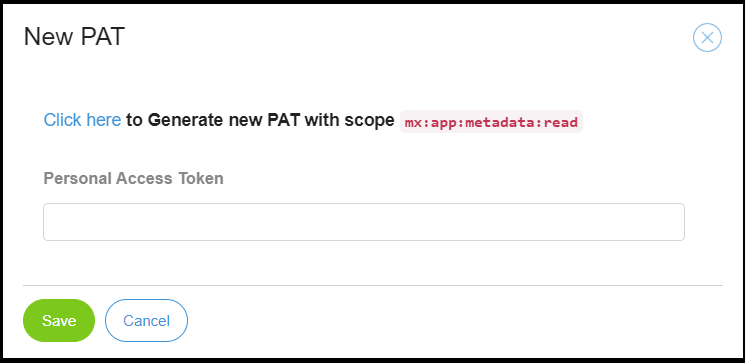 New PAT
Click here to Generate new PAT with scope mx:app:metadata:read
Personal Access Token
Save Cancel